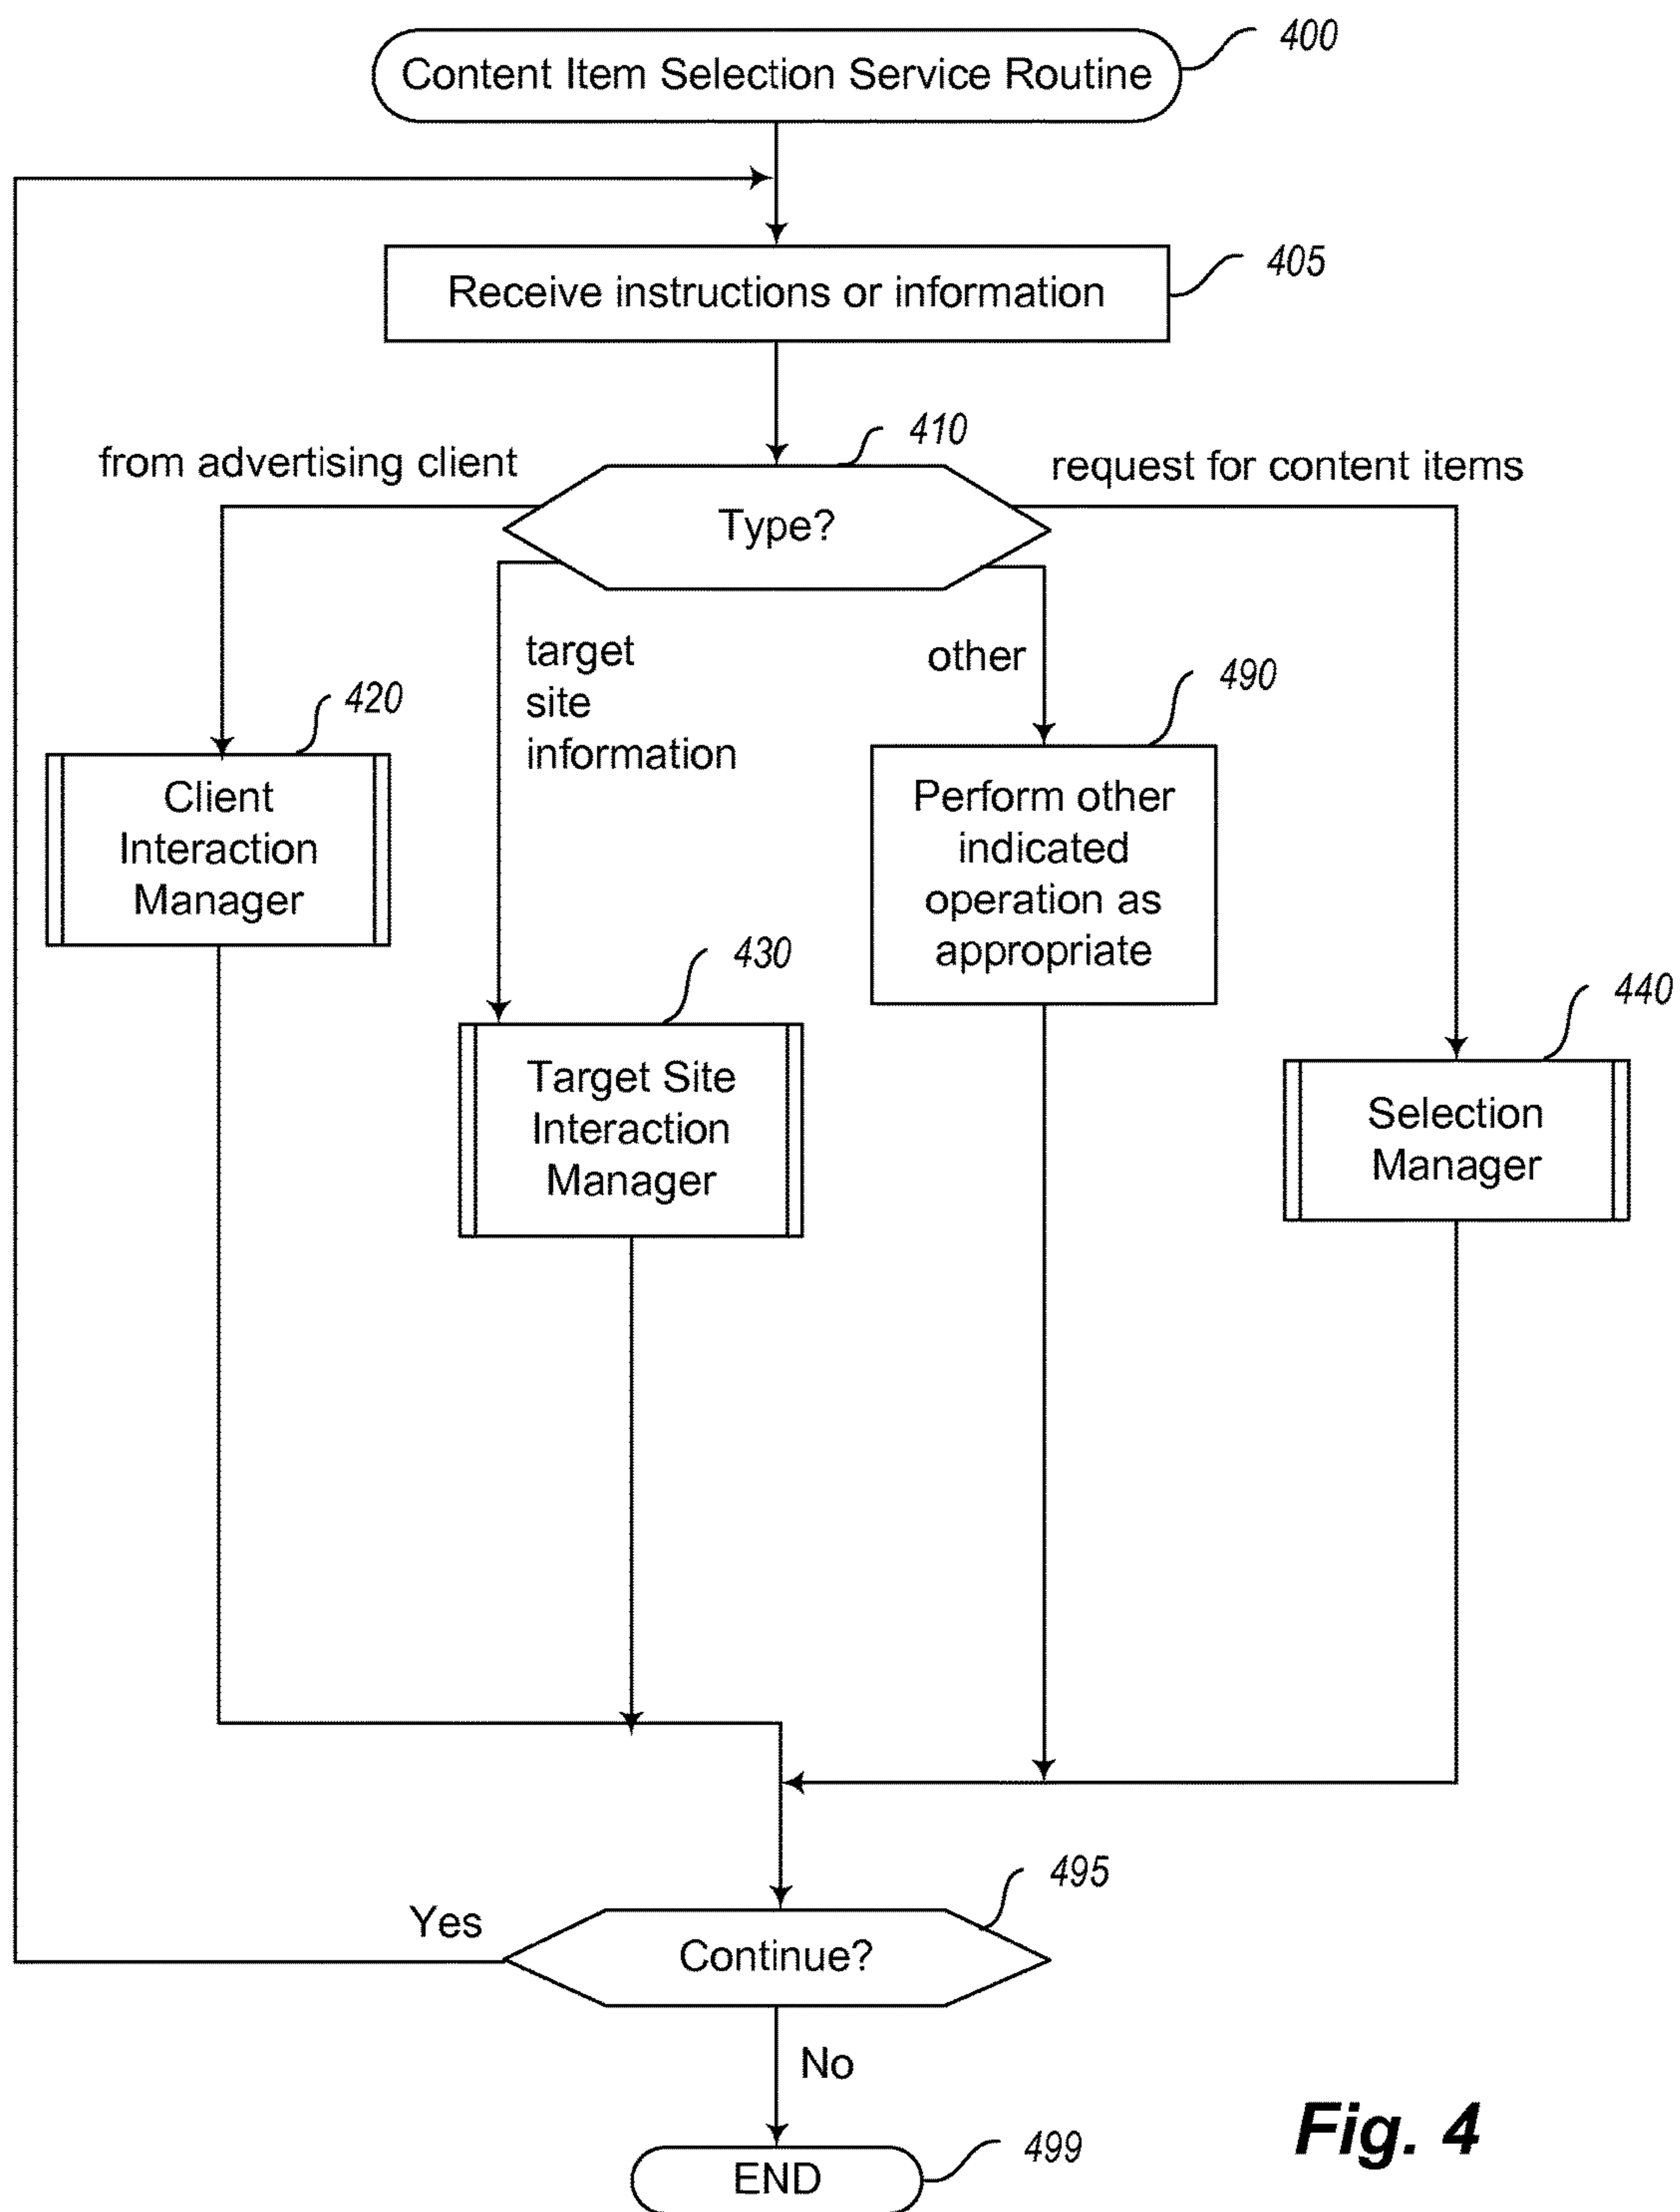 400
Content Item Selection Service Routine
405
Receive instructions or information
410
from advertising client
request for content items
Type?
target
site
information
other
420
490
Client
Interaction
Manager
Perform other
indicated
operation as
appropriate
430
440
Target Site
Interaction
Manager
Selection
Manager
495
Yes
Continue?
No
499
END
Fig. 4